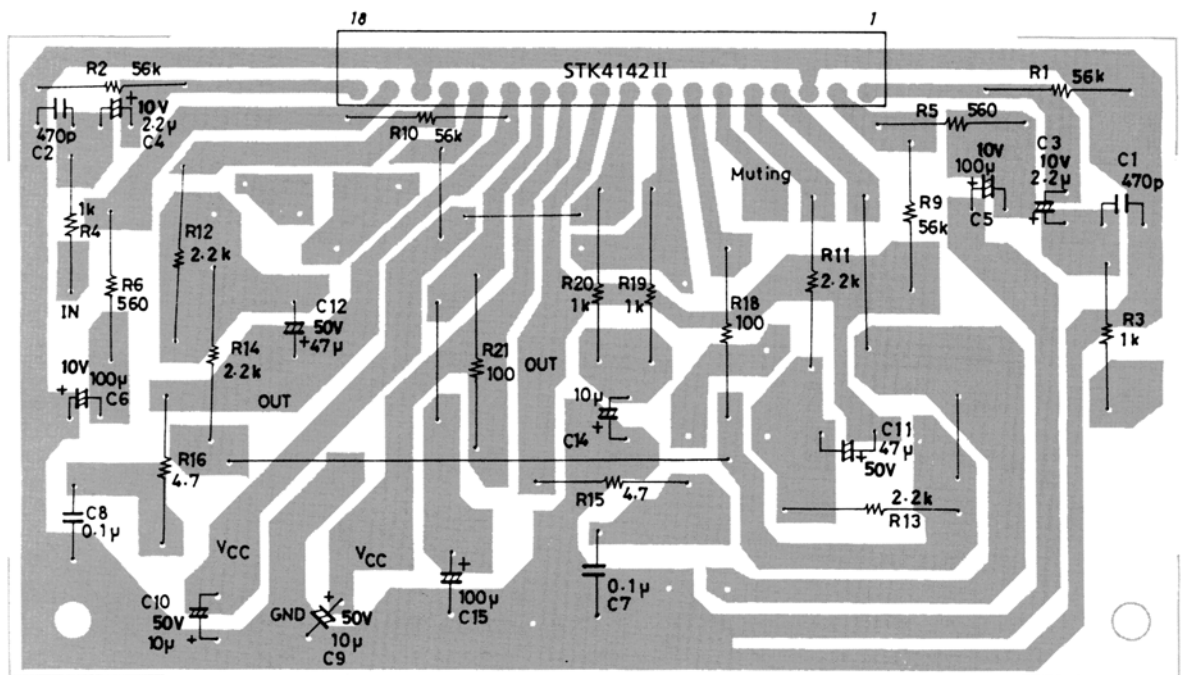 18
1
STK4142II
R2
56k
10V
2.2µ
C4
470p
C2
R10
56k
R5
560
R1
56k
10V
100µ
C5
C3
10V
2.2µ
C1
470p
Muting
1k
R4
R12
2.2k
R9
56k
R6
560
IN
R11
2.2k
R20
1k
R19
1k
R18
100
C12
50V
47µ
R3
1k
R14
2.2k
R21
100
OUT
10V
100µ
C6
OUT
10µ
C14
C11
47µ
50V
R16
4.7
R15
4.7
2.2k
R13
C8
0.1µ
VCC
VCC
C10
50V
10µ
GND
50V
10µ
C9
100µ
C15
0.1µ
C7